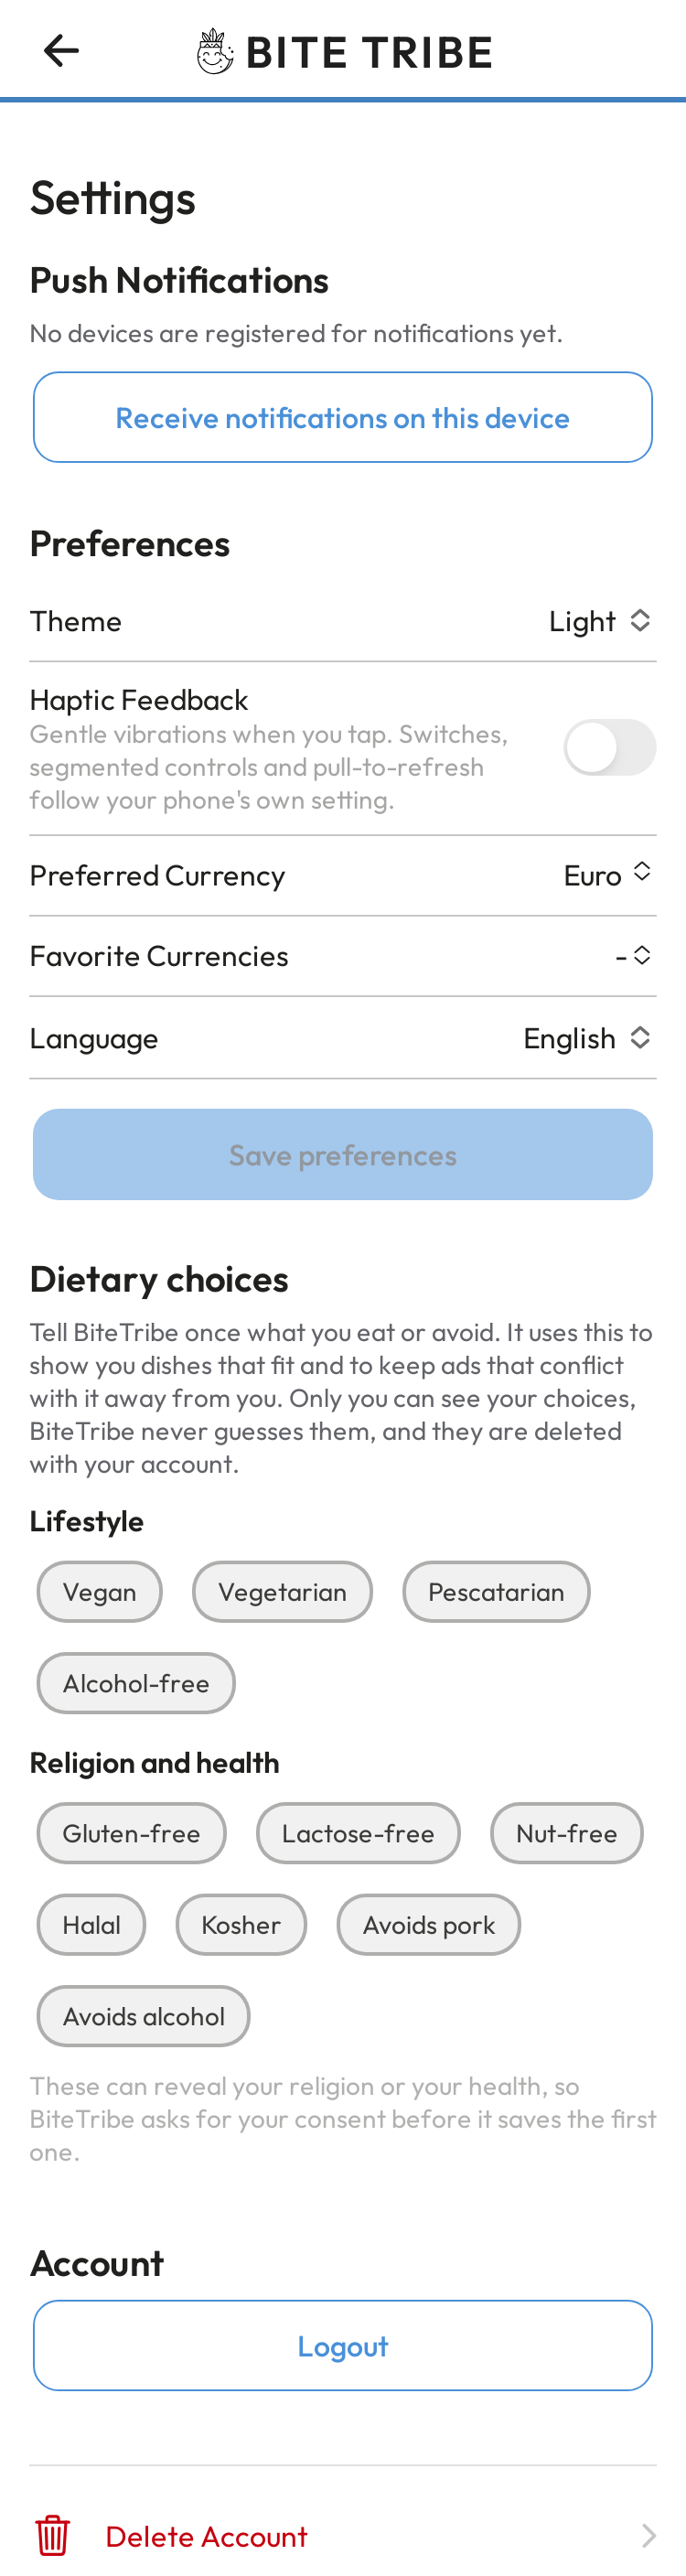 BITE TRIBE
Settings
Push Notifications
No devices are registered for notifications yet.
Receive notifications on this device
Preferences
Theme
Light
Haptic Feedback
Gentle vibrations when you tap. Switches,
segmented controls and pull-to-refresh
follow your phone's own setting.
Preferred Currency
Euro
Favorite Currencies
-
Language
English
Save preferences
Dietary choices
Tell BiteTribe once what you eat or avoid. It uses this to
show you dishes that fit and to keep ads that conflict
with it away from you. Only you can see your choices,
BiteTribe never guesses them, and they are deleted
with your account.
Lifestyle
Vegan
Vegetarian
Pescatarian
Alcohol-free
Religion and health
Gluten-free
Lactose-free
Nut-free
Halal
Kosher
Avoids pork
Avoids alcohol
These can reveal your religion or your health, so
BiteTribe asks for your consent before it saves the first
one.
Account
Logout
Delete Account